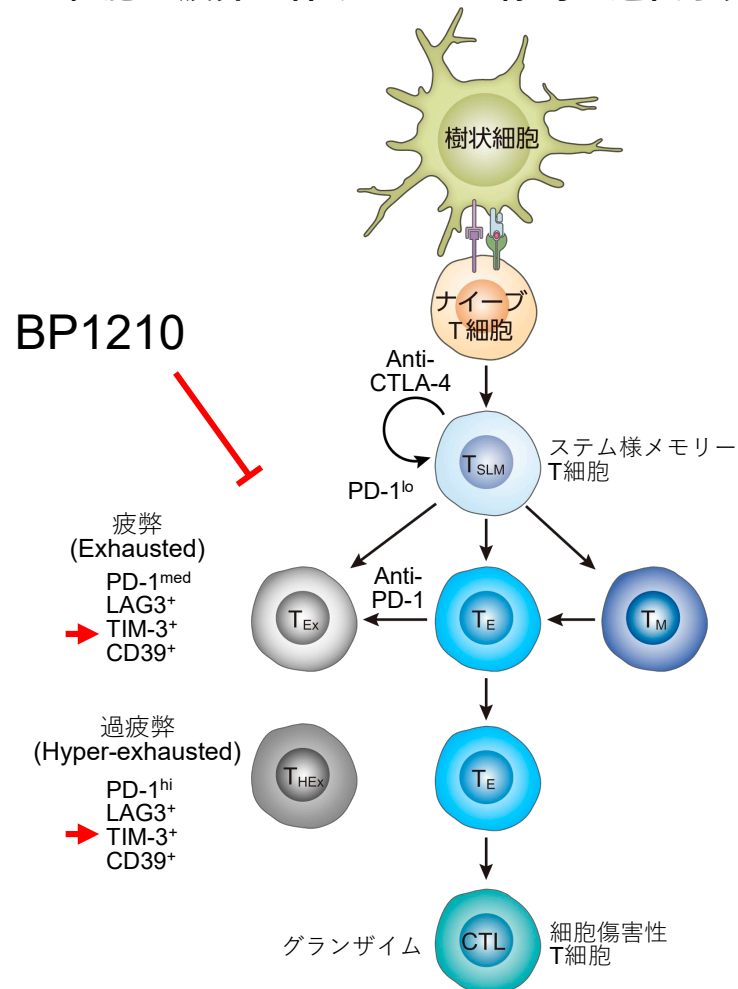 樹状細胞
ナイーブ
T細胞
BP1210
Anti-
CTLA-4
TSLM
ステム様メモリー
T細胞
PD-1lo
疲弊
(Exhausted)
PD-1med
LAG3+
TIM-3+
CD39+
Anti-
PD-1
TEx
TE
TM
過疲弊
(Hyper-exhausted)
PD-1hi
LAG3+
TIM-3+
CD39+
THEx
TE
グランザイム
CTL
細胞傷害性
T細胞